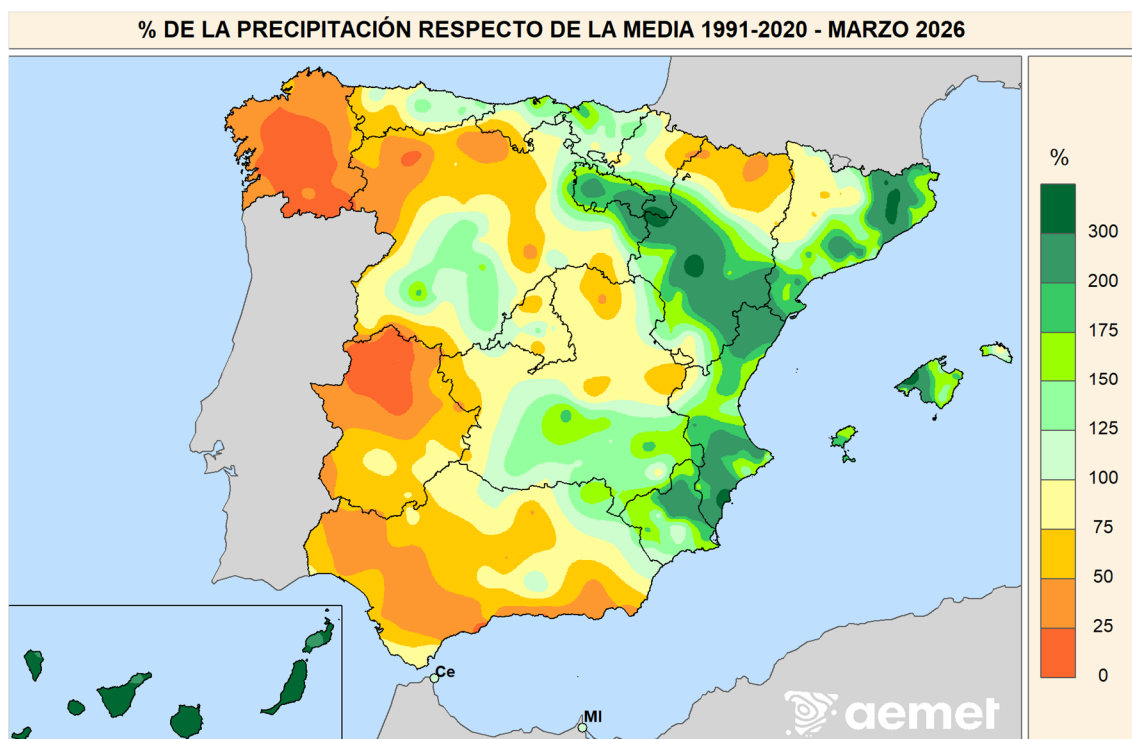 % DE LA PRECIPITACIÓN RESPECTO DE LA MEDIA 1991-2020 - MARZO 2026
%
300
200
175
150
125
100
75
50
25
0
Ce
Ml
aemet